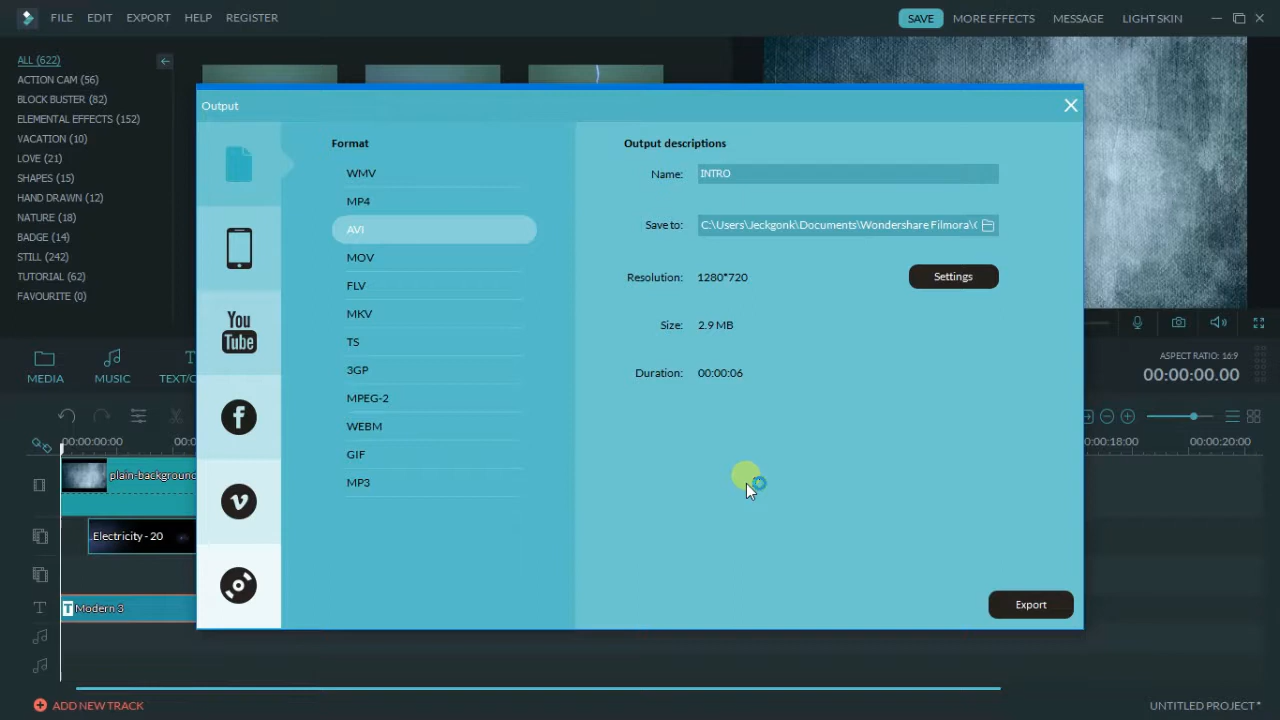 FILE EDIT EXPORT HELP REGISTER SAVE MORE EFFECTS MESSAGE LIGHT SKIN
ALL (622)
ACTION CAM (56)
BLOCK BUSTER (82)
ELEMENTAL EFFECTS (152)
VACATION (10)
LOVE (21)
SHAPES (15)
HAND DRAWN (12)
NATURE (18)
BADGE (14)
STILL (242)
TUTORIAL (62)
FAVOURITE (0)
Output
You
Tube
Format
WMV
MP4
AVI
MOV
FLV
MKV
TS
3GP
MPEG-2
WEBM
GIF
MP3
Output descriptions
Name: INTRO
Save to: C:\Users\Jeckgonk\Documents\Wondershare Filmora\
Resolution: 1280*720 Settings
Size: 2.9 MB
Duration: 00:00:06
Export
MEDIA MUSIC TEXT/
ASPECT RATIO: 16:9
00:00:00.00
00:00:00:00 00:00:18:00 00:00:20:00
plain-background
Electricity - 20
T Modern 3
ADD NEW TRACK UNTITLED PROJECT *